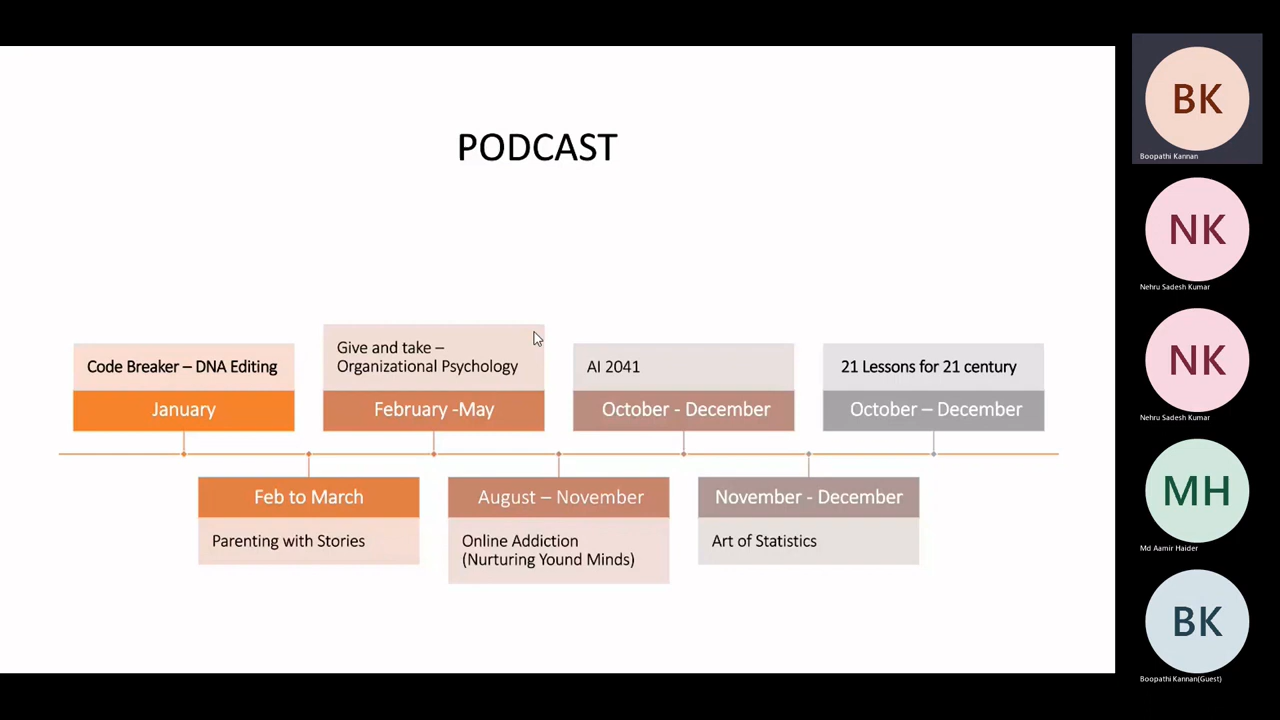 PODCAST
Code Breaker – DNA Editing
January
Give and take –
Organizational Psychology
February -May
AI 2041
October - December
21 Lessons for 21 century
October – December
Feb to March
Parenting with Stories
August – November
Online Addiction
(Nurturing Yound Minds)
November - December
Art of Statistics
BK
Boopathi Kannan
NK
Nehru Sadesh Kumar
NK
Nehru Sadesh Kumar
MH
Md Aamir Haider
BK
Boopathi Kannan(Guest)